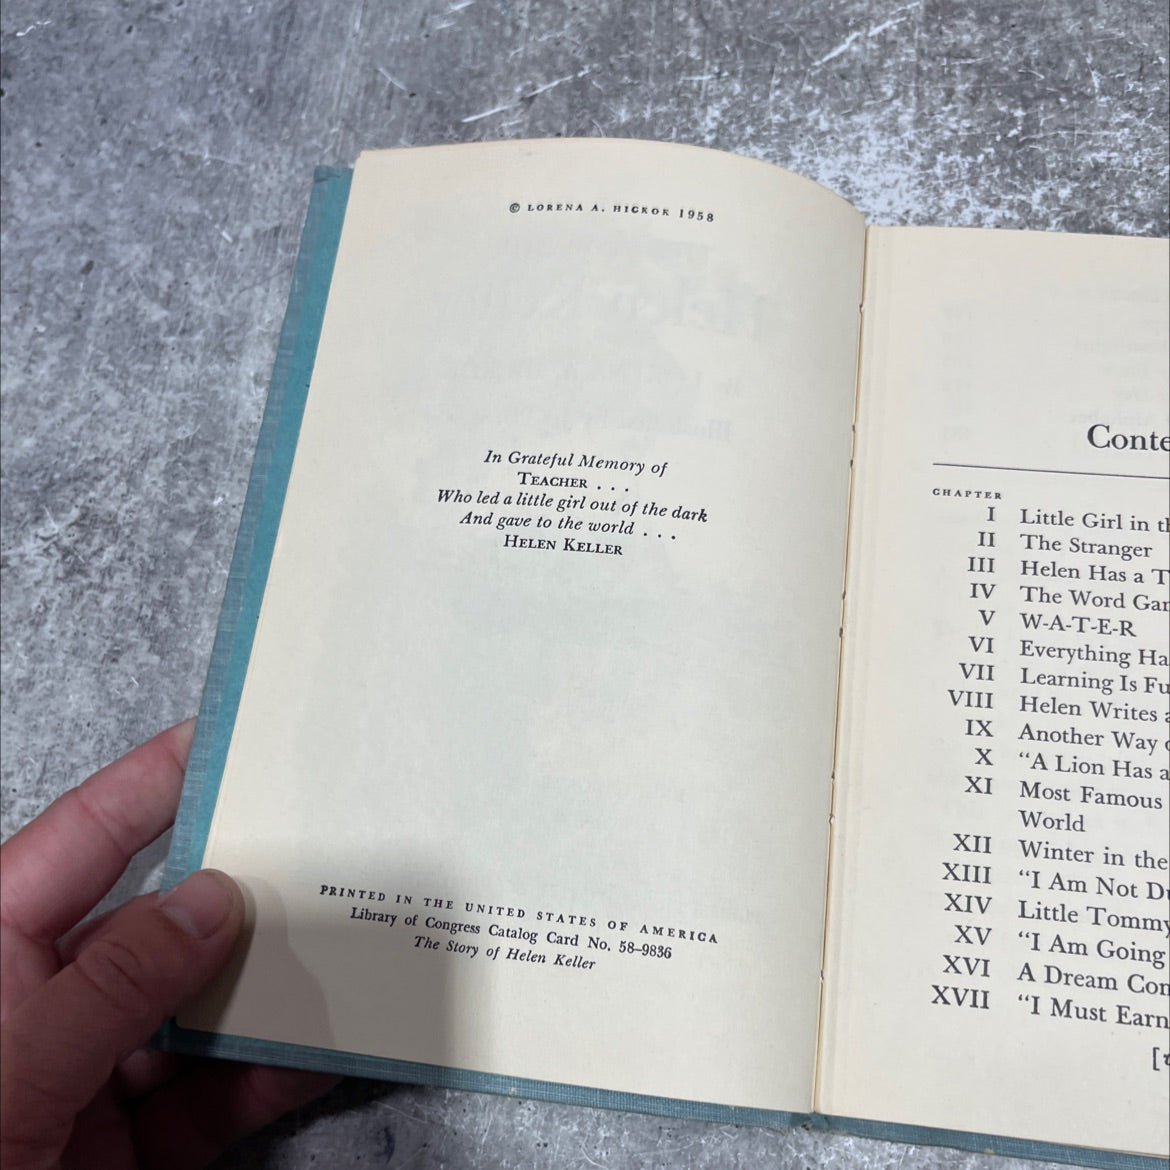 © LORENA A. HICKOK 1958
In Grateful Memory of
TEACHER . . .
Who led a little girl out of the dark
And gave to the world . . .
HELEN KELLER
PRINTED IN THE UNITED STATES OF AMERICA
Library of Congress Catalog Card No. 58–9836
The Story of Helen Keller
Conte
CHAPTER
I Little Girl in th
II The Stranger
III Helen Has a T
IV The Word Gam
V W-A-T-E-R
VI Everything Ha
VII Learning Is Fu
VIII Helen Writes a
IX Another Way o
X “A Lion Has a
XI Most Famous
World
XII Winter in the
XIII “I Am Not Du
XIV Little Tommy
XV “I Am Going
XVI A Dream Com
XVII “I Must Earn